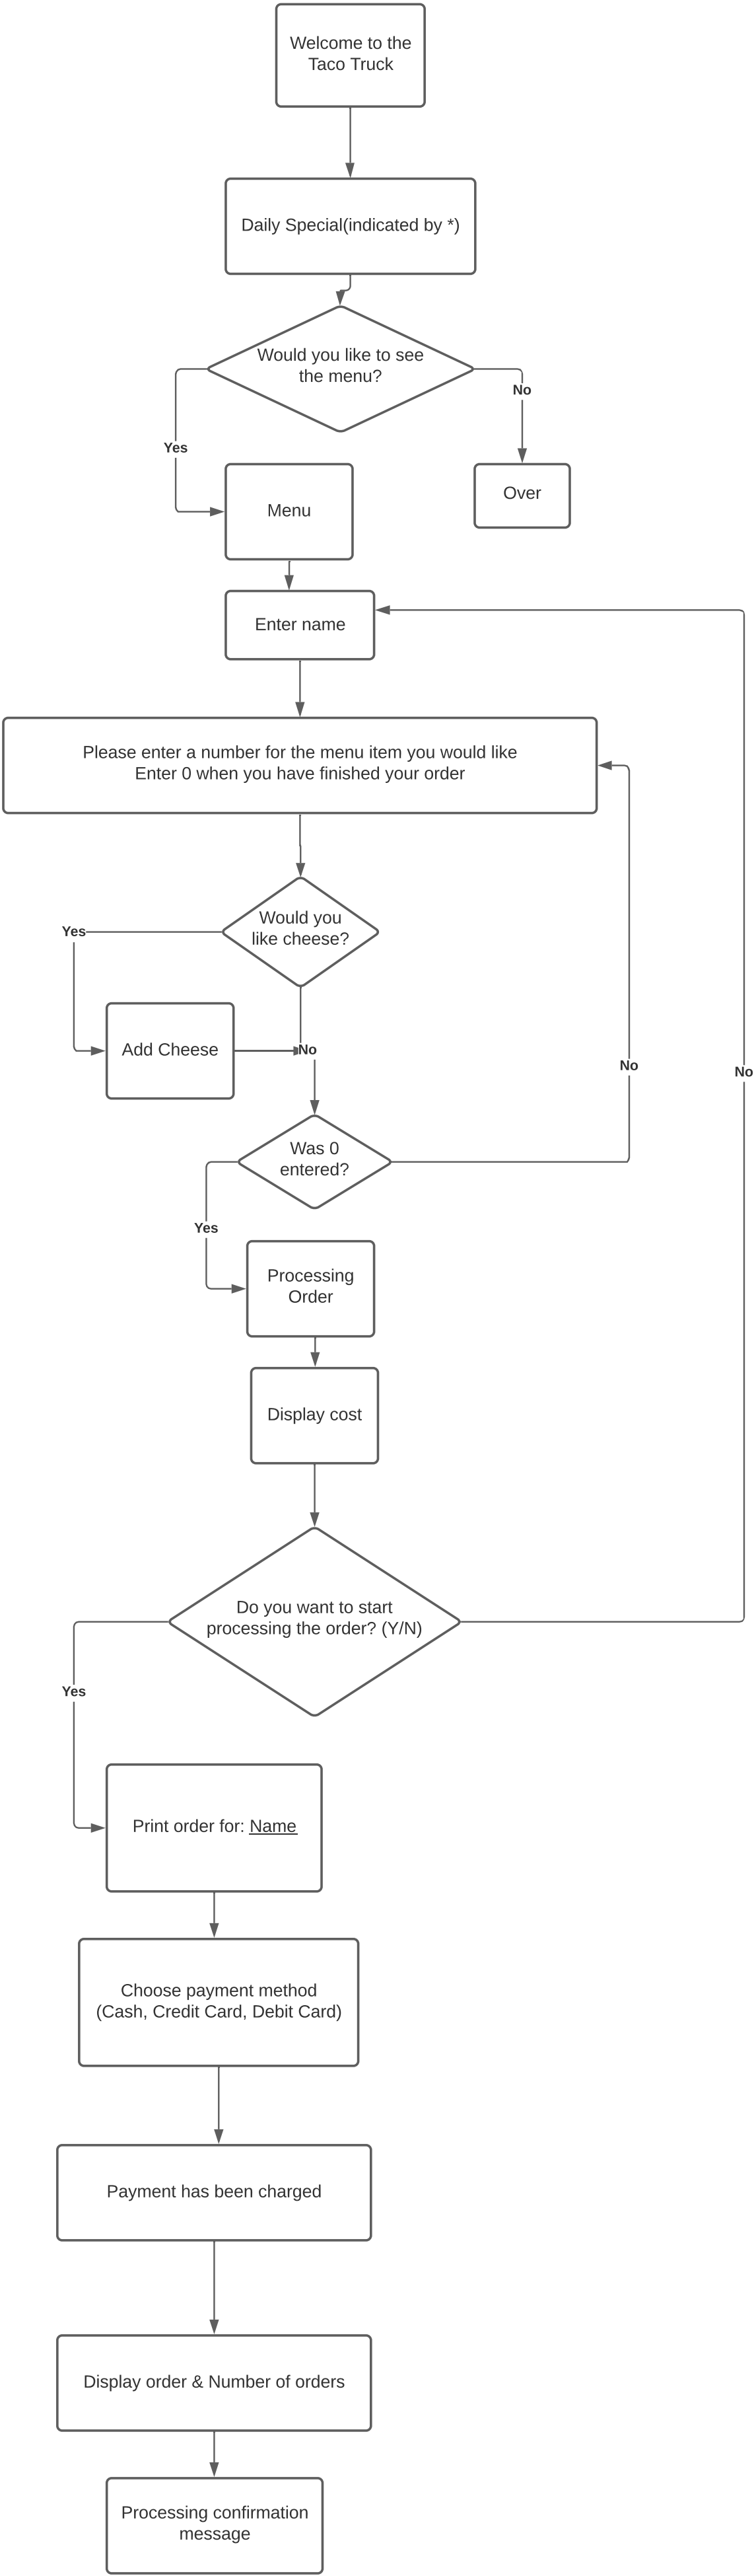 Welcome to the
Taco Truck
Daily Special(indicated by *)
Would you like to see
the menu?
No
Yes
Over
Menu
Enter name
Please enter a number for the menu item you would like
Enter 0 when you have finished your order
Would you
like cheese?
Yes
Add Cheese
No
No
No
Was 0
entered?
Yes
Processing
Order
Display cost
Do you want to start
processing the order? (Y/N)
Yes
Print order for: Name
Choose payment method
(Cash, Credit Card, Debit Card)
Payment has been charged
Display order & Number of orders
Processing confirmation
message